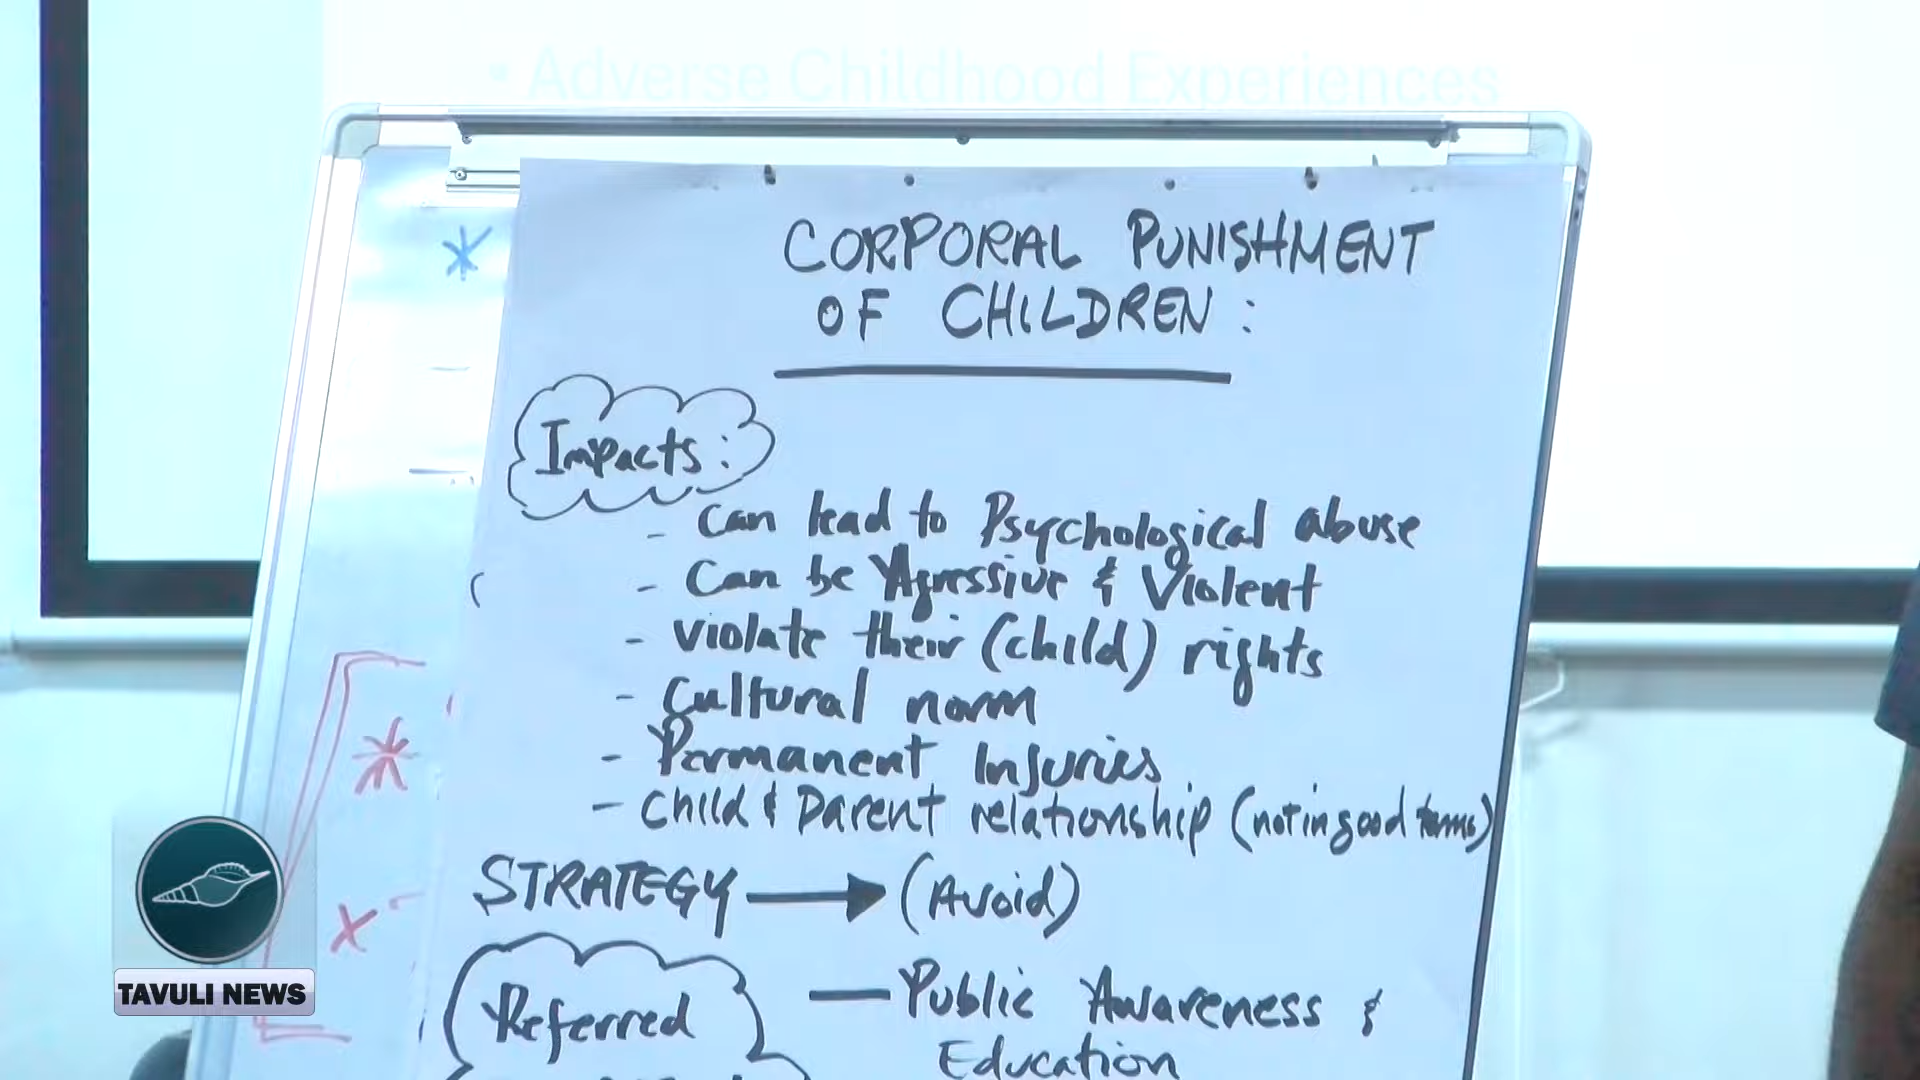 • Adverse Childhood Experiences
CORPORAL PUNISHMENT
OF CHILDREN :
Impacts :
- Can lead to Psychological abuse
- Can be Agressive & Violent
- Violate their (child) rights
- Cultural norm
- Permanent Injuries
- Child & Parent relationship (not in good terms)
STRATEGY → (Avoid)
Referred
— Public Awareness &
Education
TAVULI NEWS